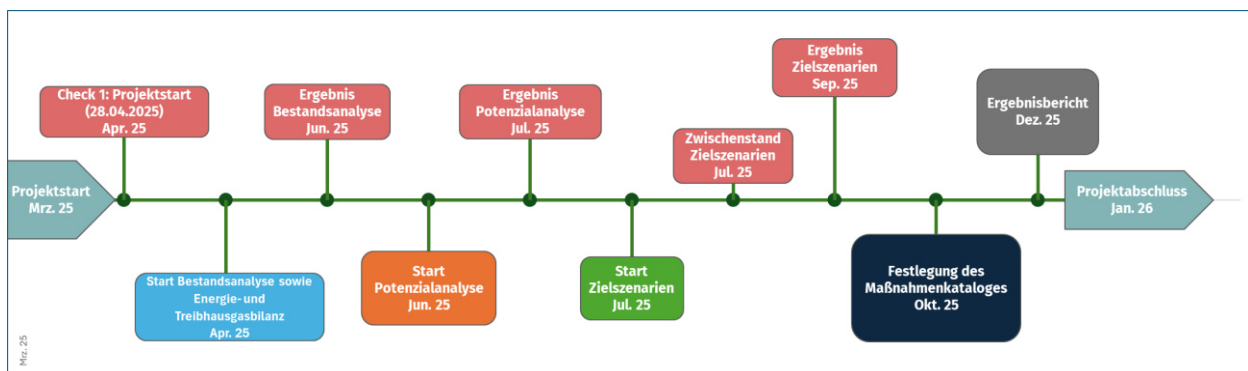 Projektstart
Mrz. 25
Check 1: Projektstart
(28.04.2025)
Apr. 25
Start Bestandsanalyse sowie
Energie- und
Treibhausgasbilanz
Apr. 25
Ergebnis
Bestandsanalyse
Jun. 25
Start
Potenzialanalyse
Jun. 25
Ergebnis
Potenzialanalyse
Jul. 25
Start
Zielszenarien
Jul. 25
Zwischenstand
Zielszenarien
Jul. 25
Ergebnis
Zielszenarien
Sep. 25
Festlegung des
Maßnahmenkataloges
Okt. 25
Ergebnisbericht
Dez. 25
Projektabschluss
Jan. 26
Mrz. 25